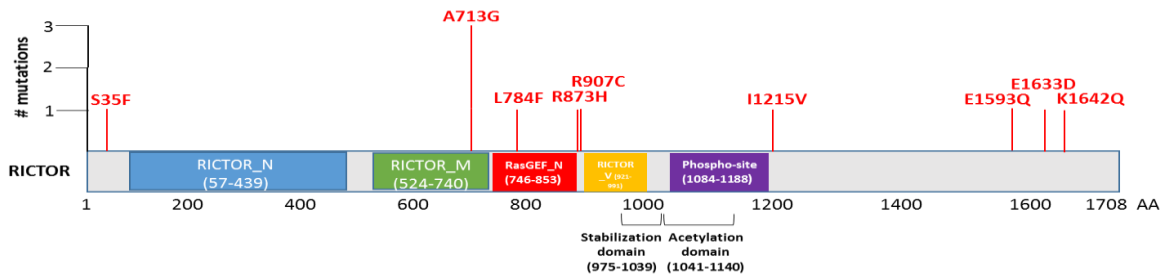 3
2
1
# mutations
S35F
A713G
L784F
R907C
R873H
I1215V
E1633D
E1593Q
K1642Q
RICTOR
RICTOR_N
(57-439)
RICTOR_M
(524-740)
RasGEF_N
(746-853)
RICTOR
_V (921-
991)
Phospho-site
(1084-1188)
1 200 400 600 800 1000 1200 1400 1600 1708 AA
Stabilization
domain
(975-1039)
Acetylation
domain
(1041-1140)